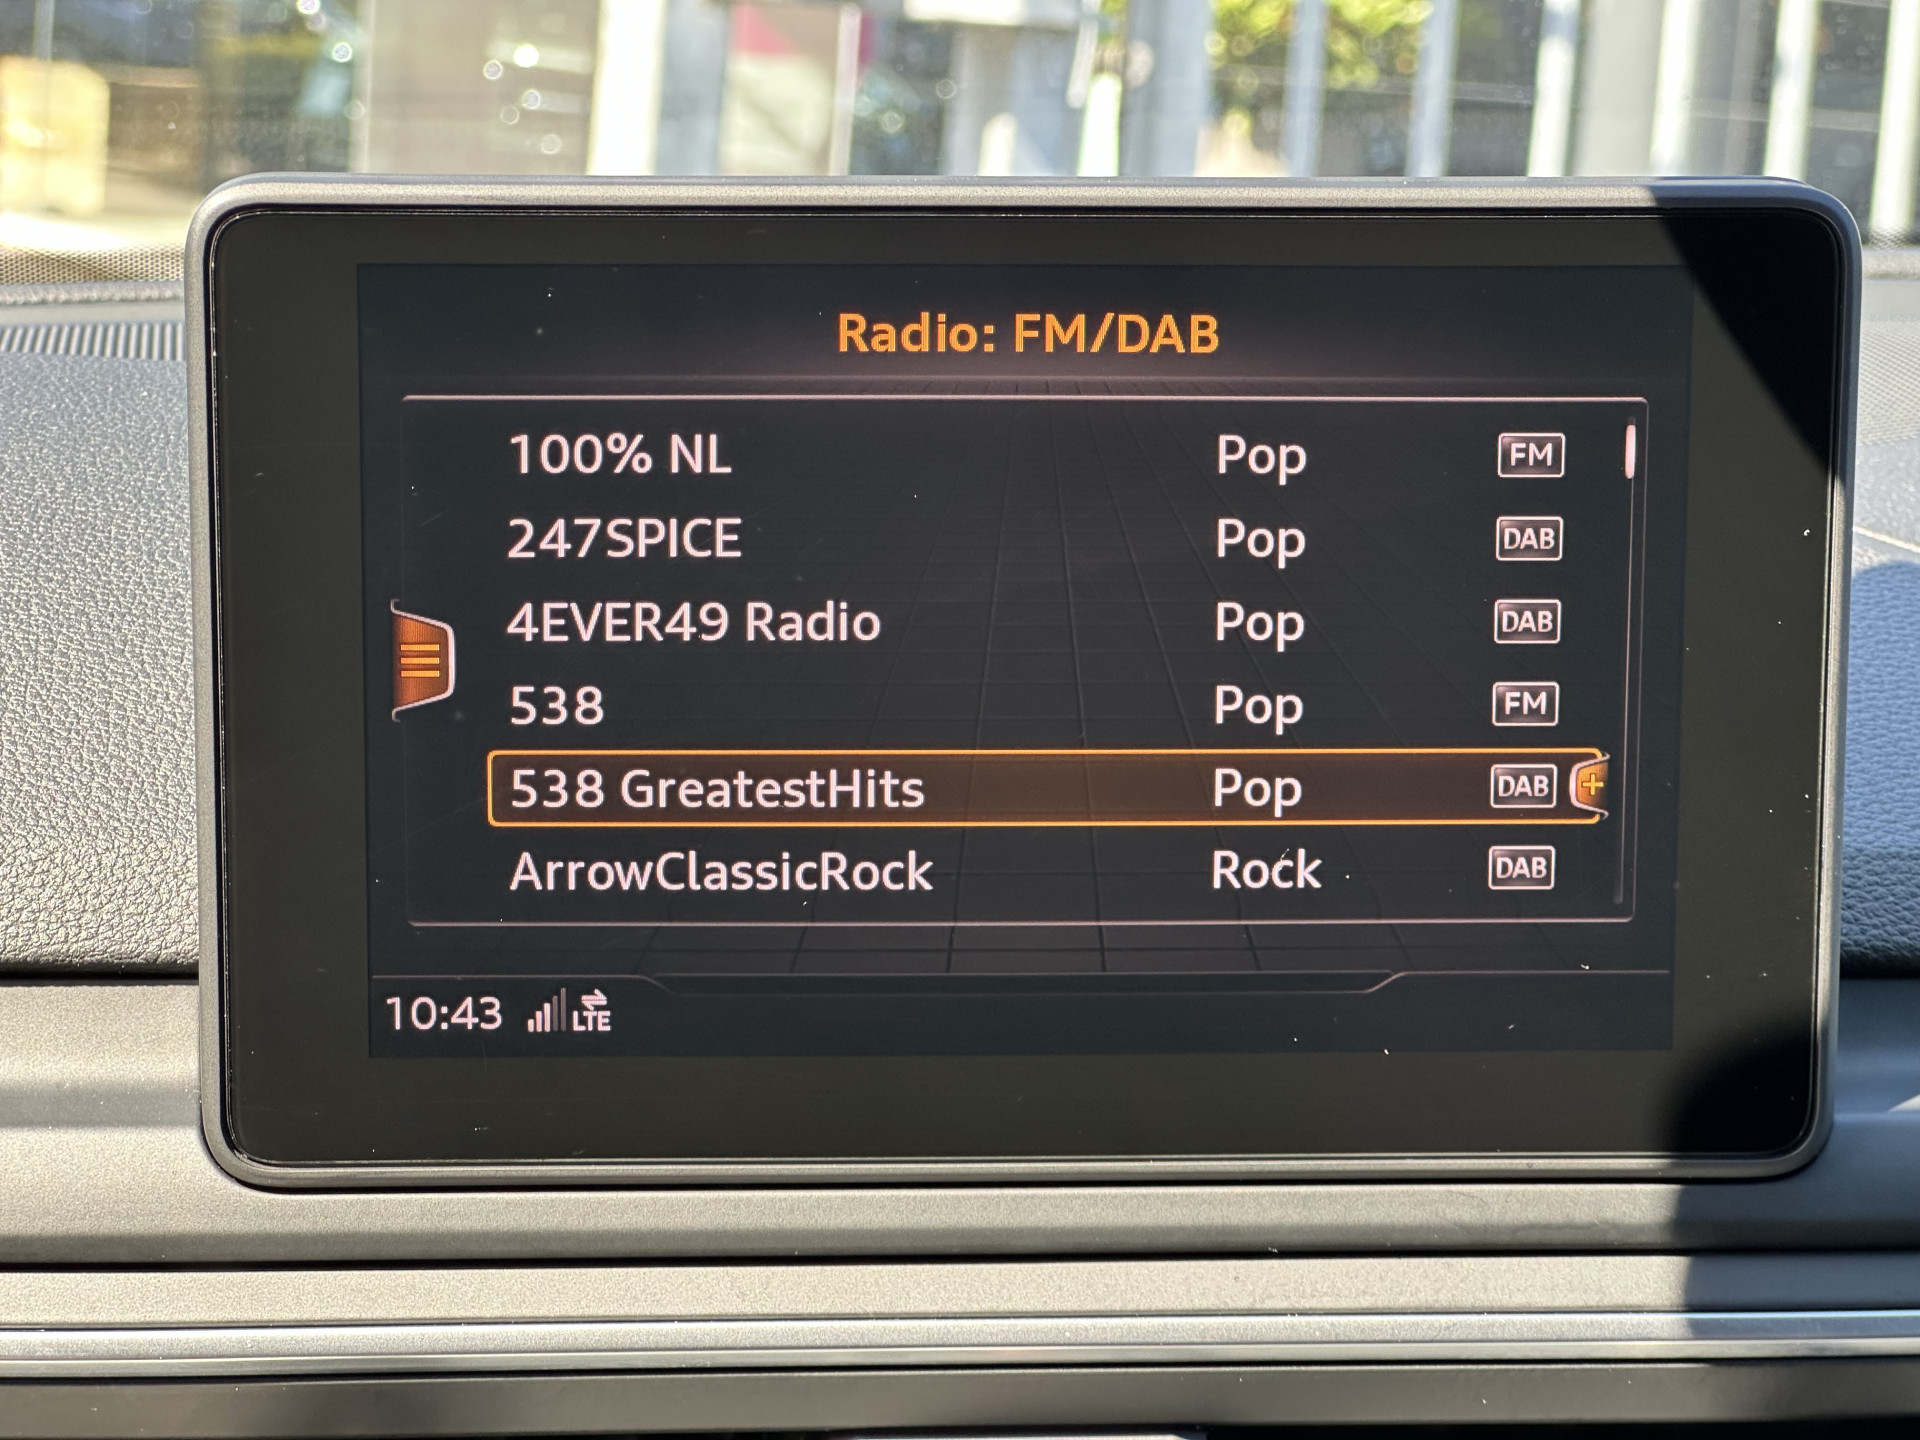 Radio: FM/DAB
100% NL Pop FM
247SPICE Pop DAB
4EVER49 Radio Pop DAB
538 Pop FM
538 GreatestHits Pop DAB +
ArrowClassicRock Rock DAB
10:43 LTE